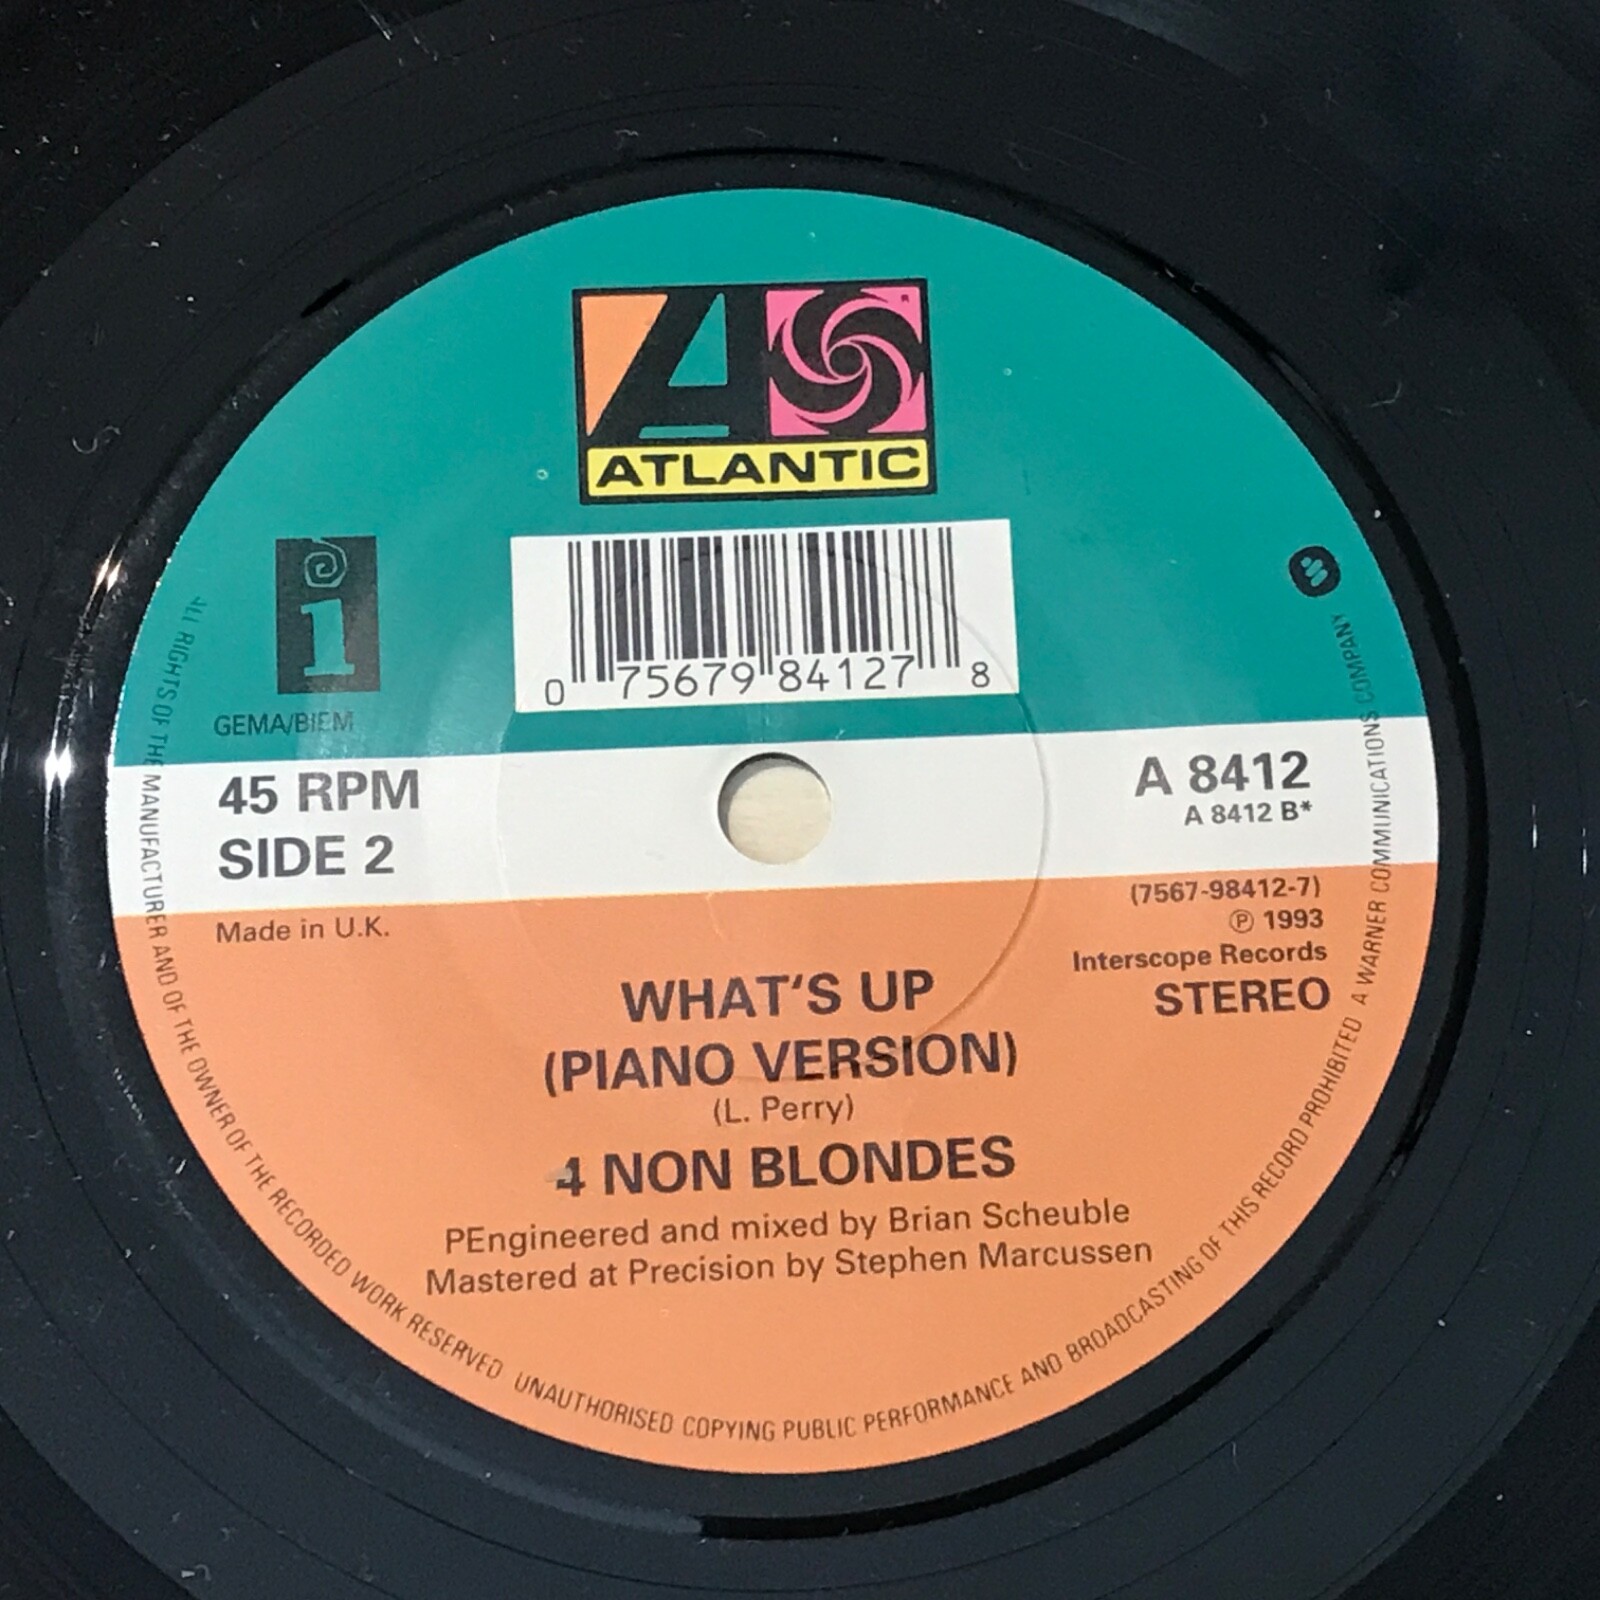 ATLANTIC
i
0 75679 84127 8
GEMA/BIEM
45 RPM
SIDE 2
Made in U.K.
A 8412
A 8412 B*
(7567-98412-7)
℗ 1993
Interscope Records
STEREO
WHAT'S UP
(PIANO VERSION)
(L. Perry)
4 NON BLONDES
PEngineered and mixed by Brian Scheuble
Mastered at Precision by Stephen Marcussen
ALL RIGHTS OF THE MANUFACTURER AND OF THE OWNER OF THE RECORDED WORK RESERVED UNAUTHORISED COPYING PUBLIC PERFORMANCE AND BROADCASTING OF THIS RECORD PROHIBITED A WARNER COMMUNICATIONS COMPANY